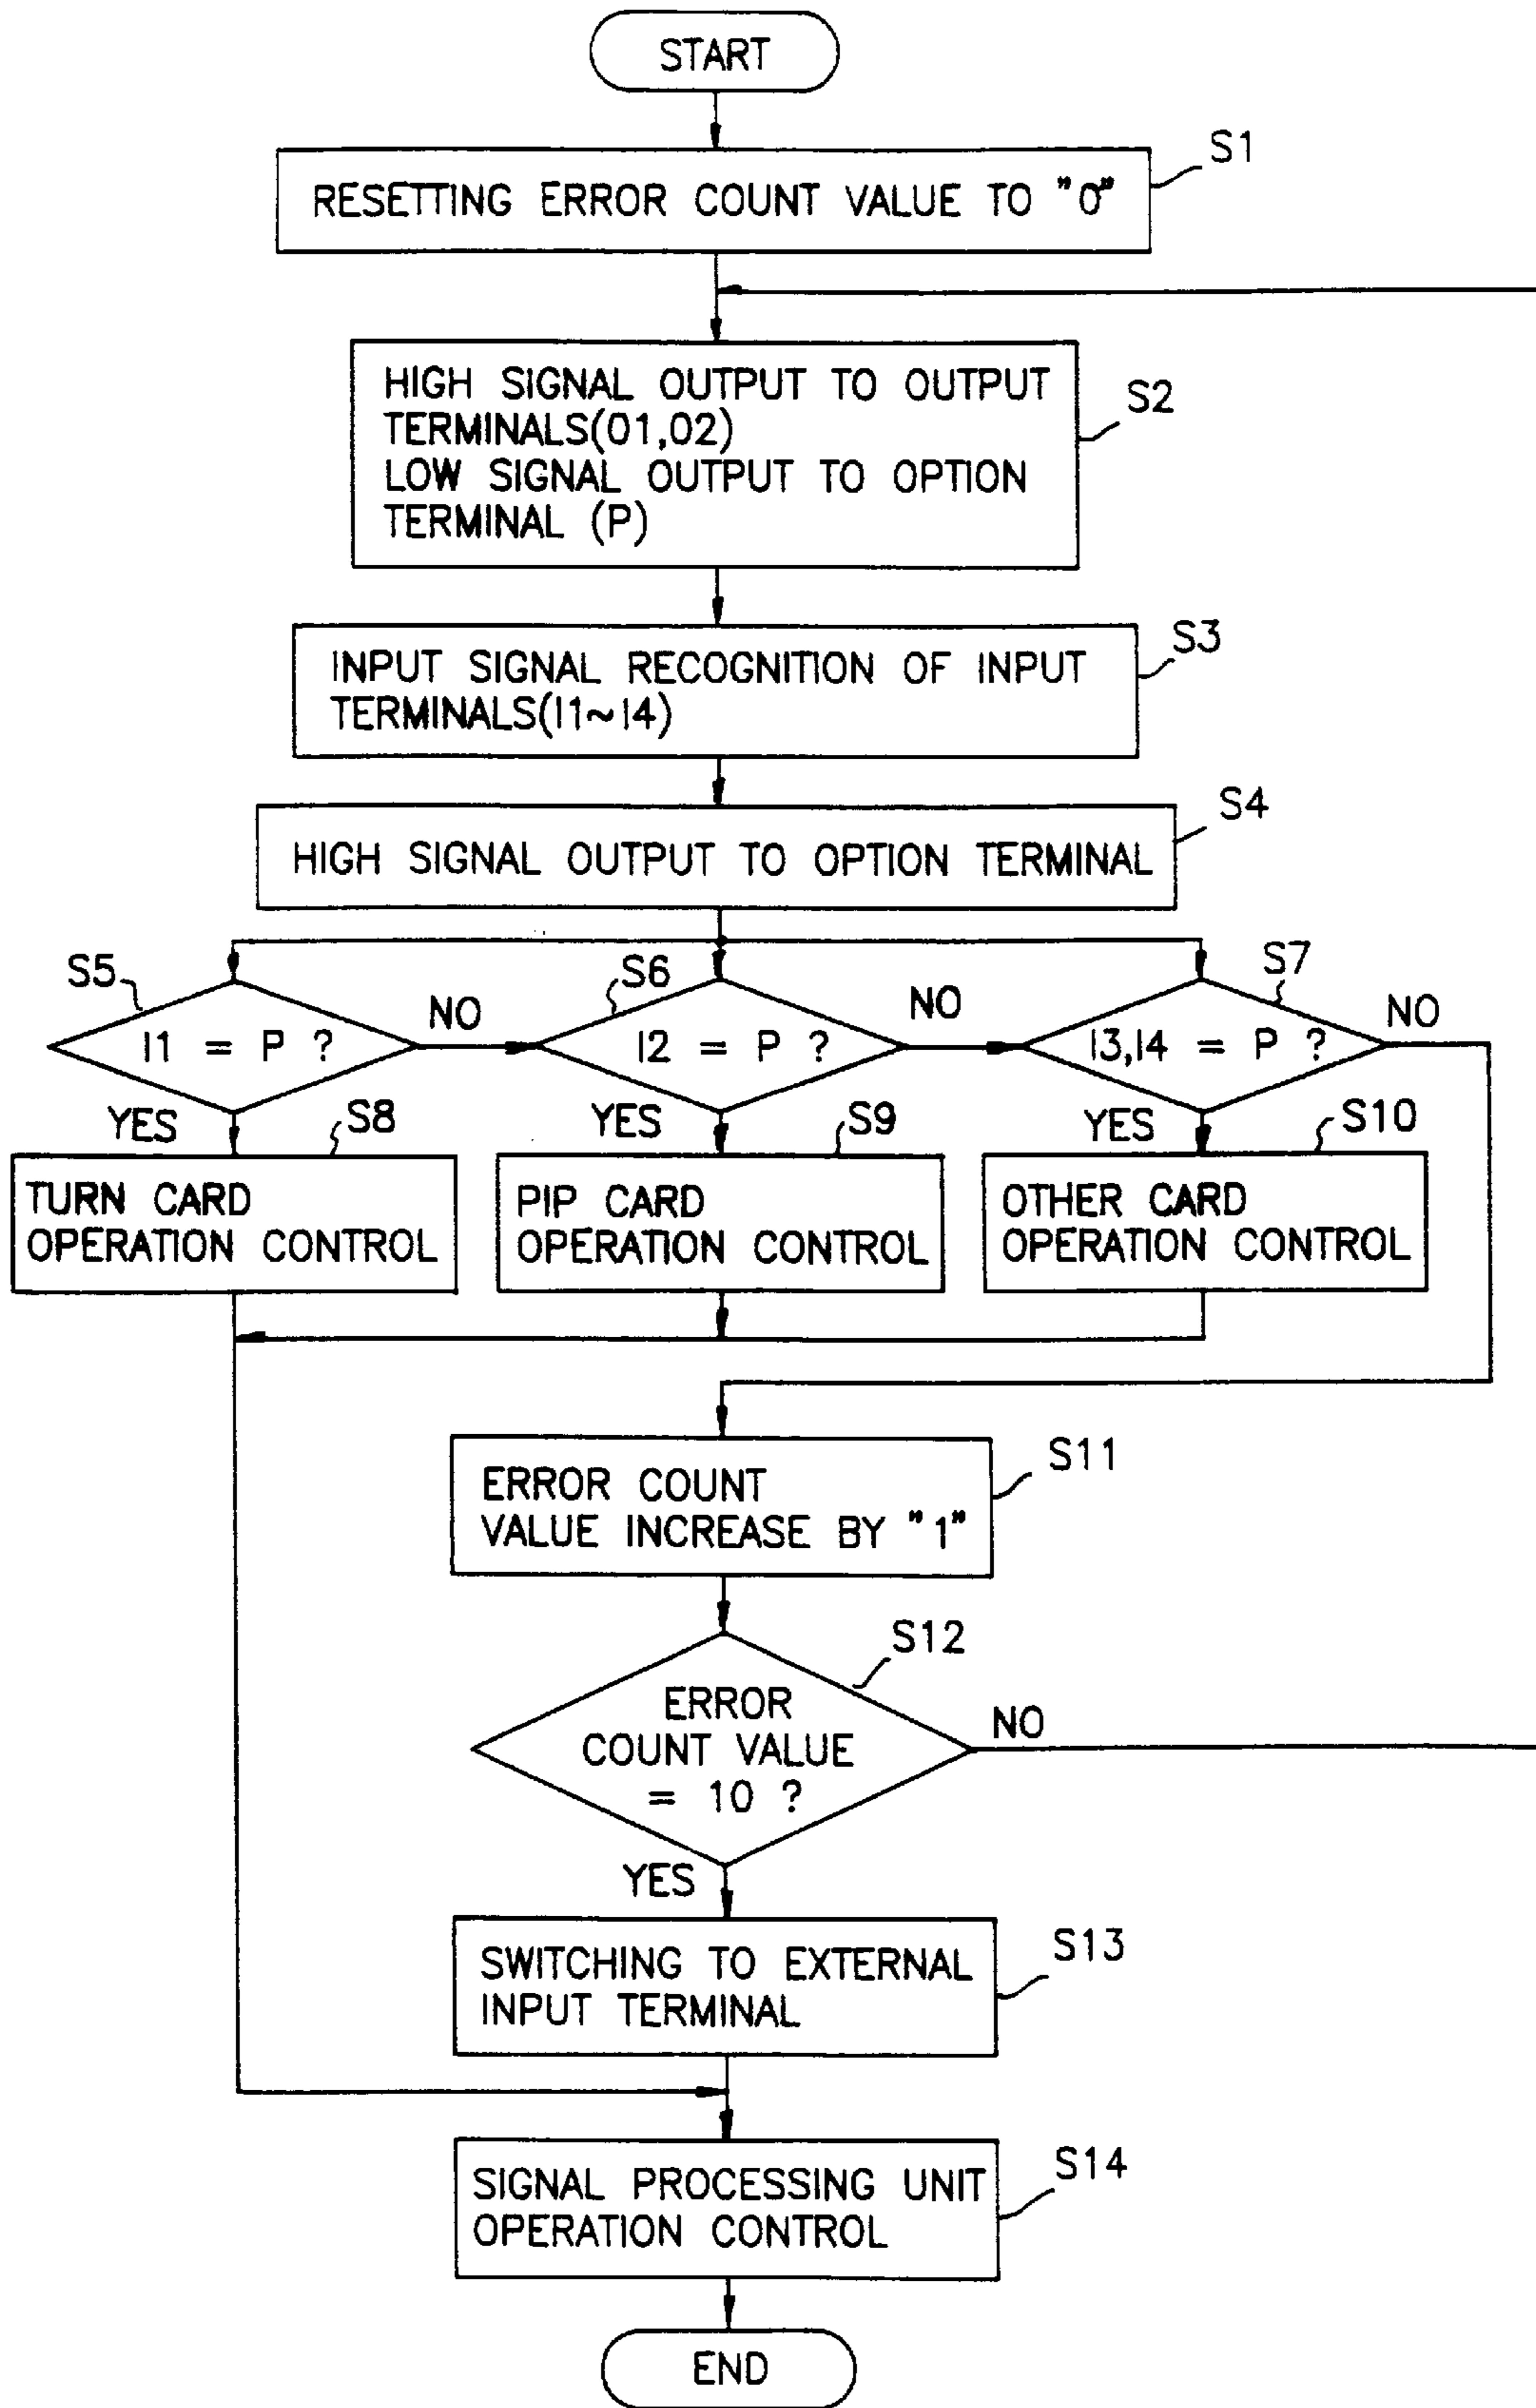 START
S1
RESETTING ERROR COUNT VALUE TO "0"
S2
HIGH SIGNAL OUTPUT TO OUTPUT
TERMINALS(01,02)
LOW SIGNAL OUTPUT TO OPTION
TERMINAL (P)
S3
INPUT SIGNAL RECOGNITION OF INPUT
TERMINALS(I1~I4)
S4
HIGH SIGNAL OUTPUT TO OPTION TERMINAL
S5
I1 = P ?
NO
S6
I2 = P ?
NO
S7
I3,I4 = P ?
NO
YES
S8
TURN CARD
OPERATION CONTROL
YES
S9
PIP CARD
OPERATION CONTROL
YES
S10
OTHER CARD
OPERATION CONTROL
S11
ERROR COUNT
VALUE INCREASE BY "1"
S12
ERROR
COUNT VALUE
= 10 ?
NO
YES
S13
SWITCHING TO EXTERNAL
INPUT TERMINAL
S14
SIGNAL PROCESSING UNIT
OPERATION CONTROL
END